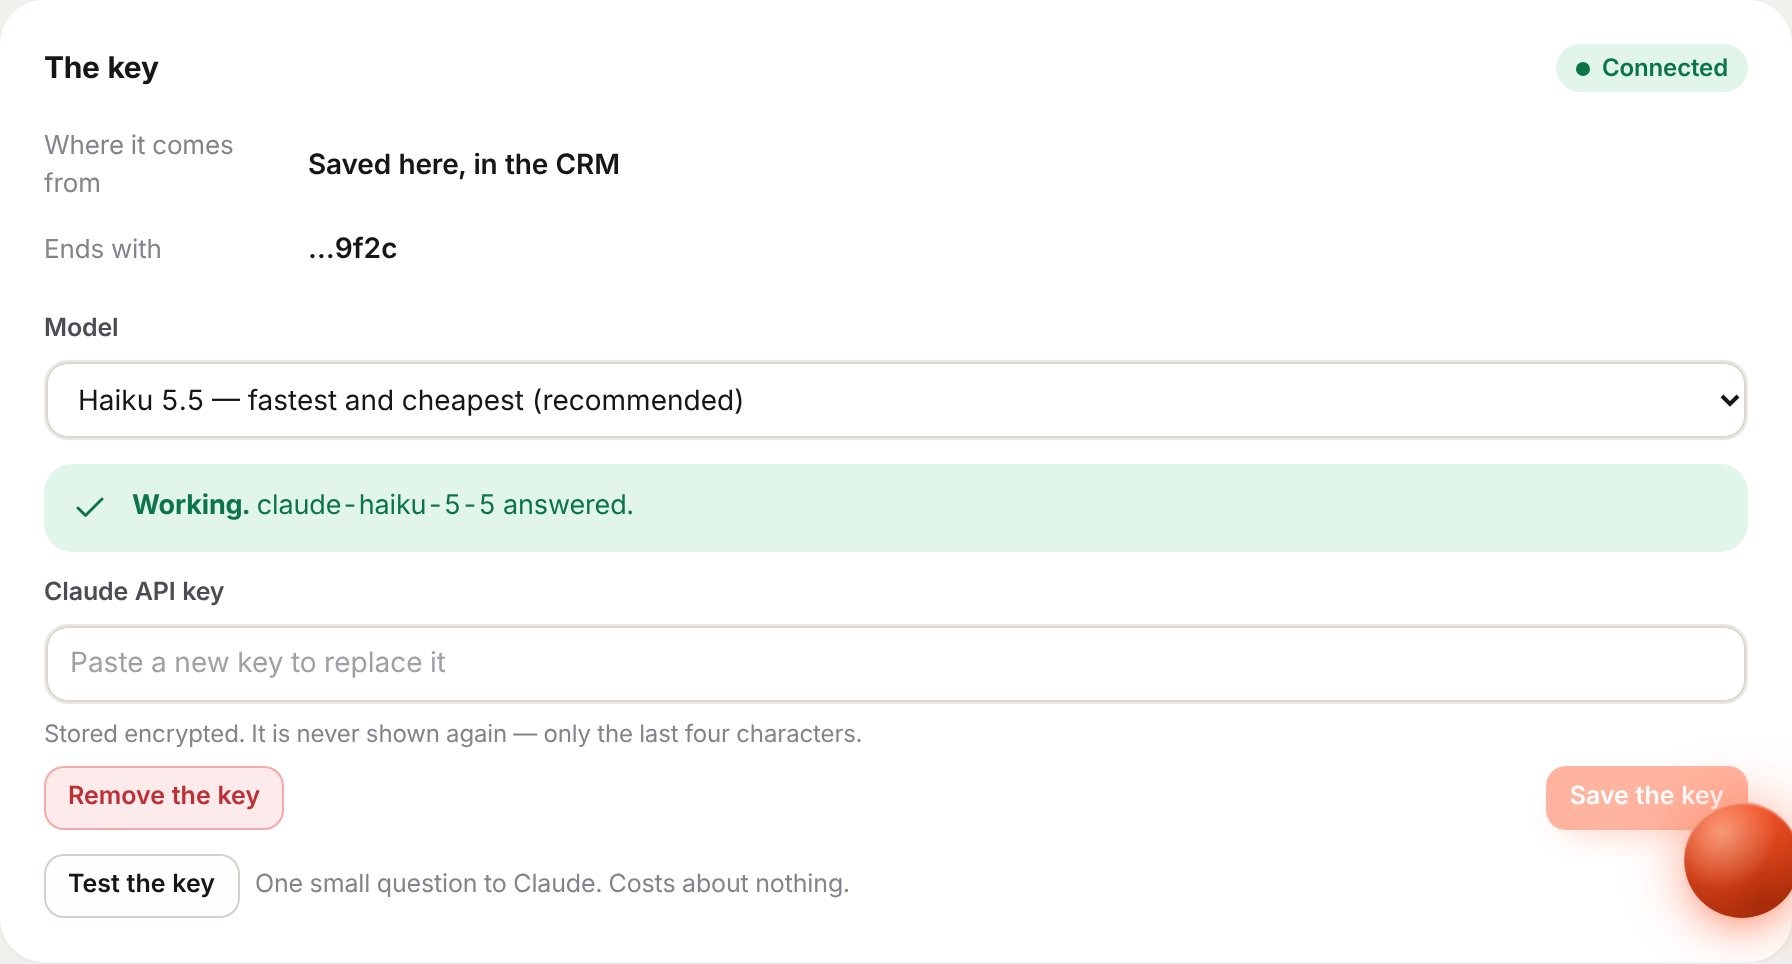 The key
Connected
Where it comes
from
Saved here, in the CRM
Ends with
...9f2c
Model
Haiku 5.5 — fastest and cheapest (recommended)
Working. claude-haiku-5-5 answered.
Claude API key
Paste a new key to replace it
Stored encrypted. It is never shown again — only the last four characters.
Remove the key
Save the key
Test the key
One small question to Claude. Costs about nothing.